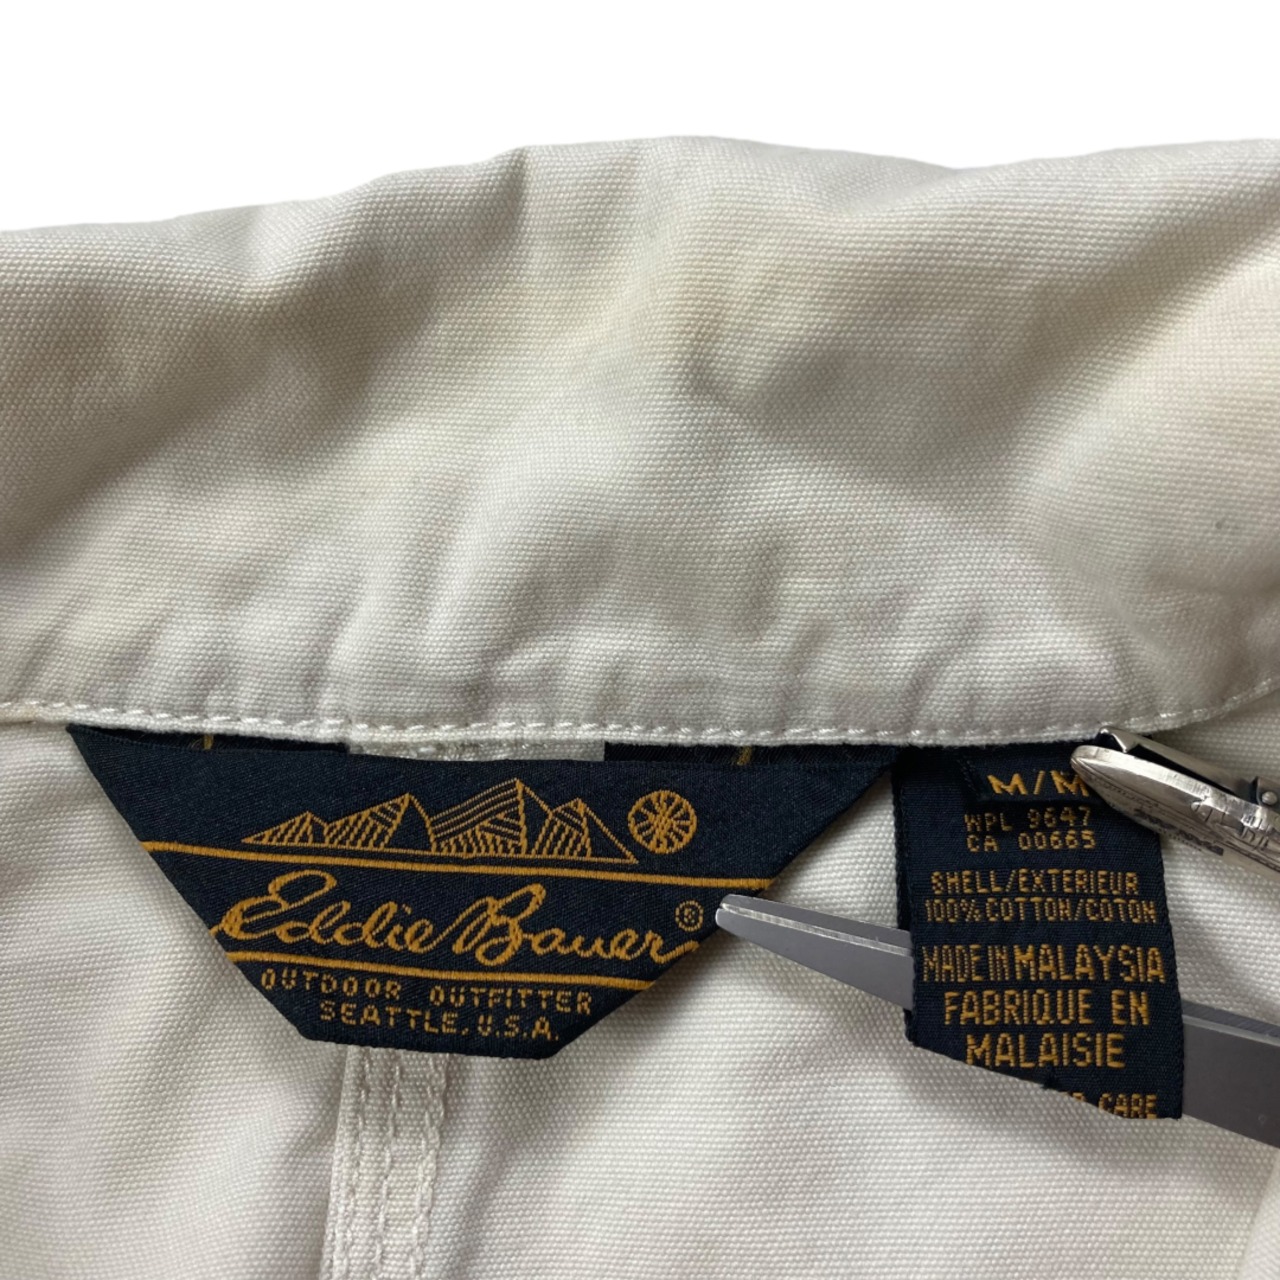 Eddie Bauer ®
OUTDOOR OUTFITTER
SEATTLE, U.S.A.
M/M
WPL 9647
CA 00665
SHELL/EXTERIEUR
100% COTTON/COTON
MADE IN MALAYSIA
FABRIQUE EN
MALAISIE
CARE